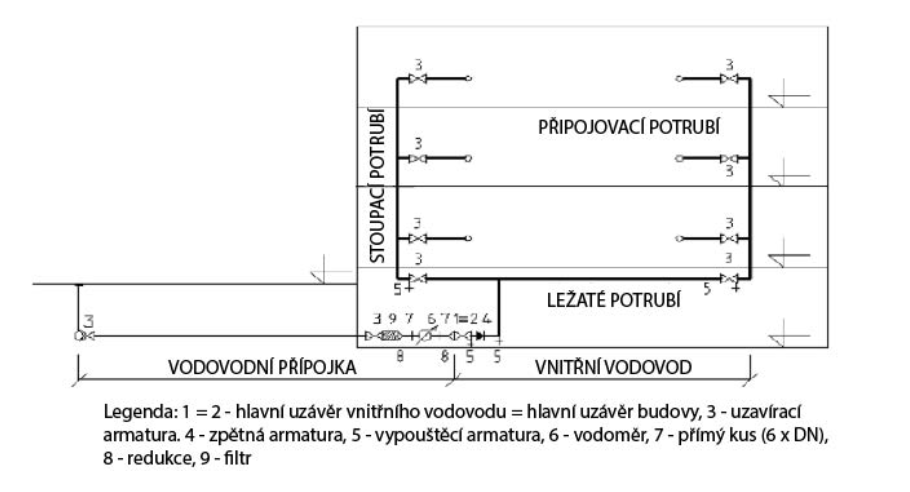 3
3
PŘIPOJOVACÍ POTRUBÍ
STOUPACÍ POTRUBÍ
3
3
3
3
3
3
5
5
LEŽATÉ POTRUBÍ
3
3 9 7 6 7 1=2 4
8 8 5 5
VODOVODNÍ PŘÍPOJKA
VNITŘNÍ VODOVOD
Legenda: 1 = 2 - hlavní uzávěr vnitřního vodovodu = hlavní uzávěr budovy, 3 - uzavírací
armatura. 4 - zpětná armatura, 5 - vypouštěcí armatura, 6 - vodoměr, 7 - přímý kus (6 x DN),
8 - redukce, 9 - filtr